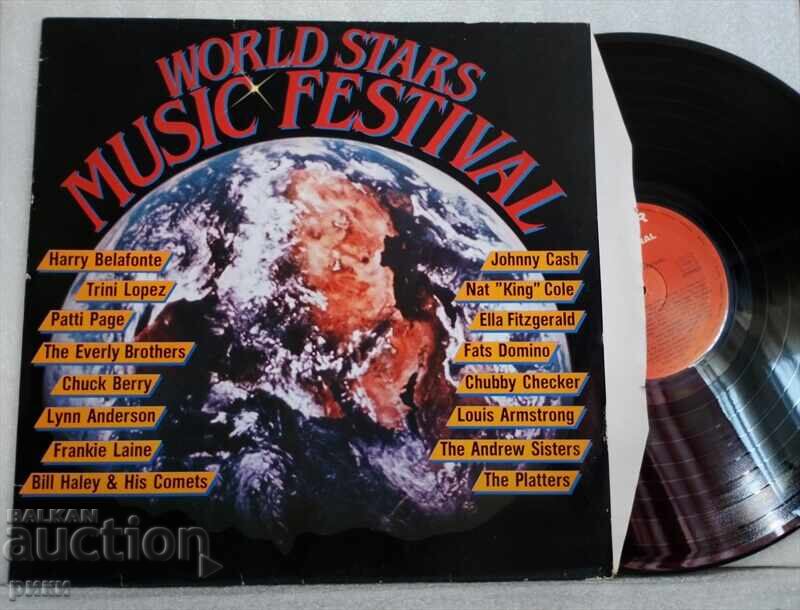 WORLD STARS
MUSIC FESTIVAL
Harry Belafonte
Trini Lopez
Patti Page
The Everly Brothers
Chuck Berry
Lynn Anderson
Frankie Laine
Bill Haley & His Comets
Johnny Cash
Nat "King" Cole
Ella Fitzgerald
Fats Domino
Chubby Checker
Louis Armstrong
The Andrew Sisters
The Platters
BALKAN
auction
рики